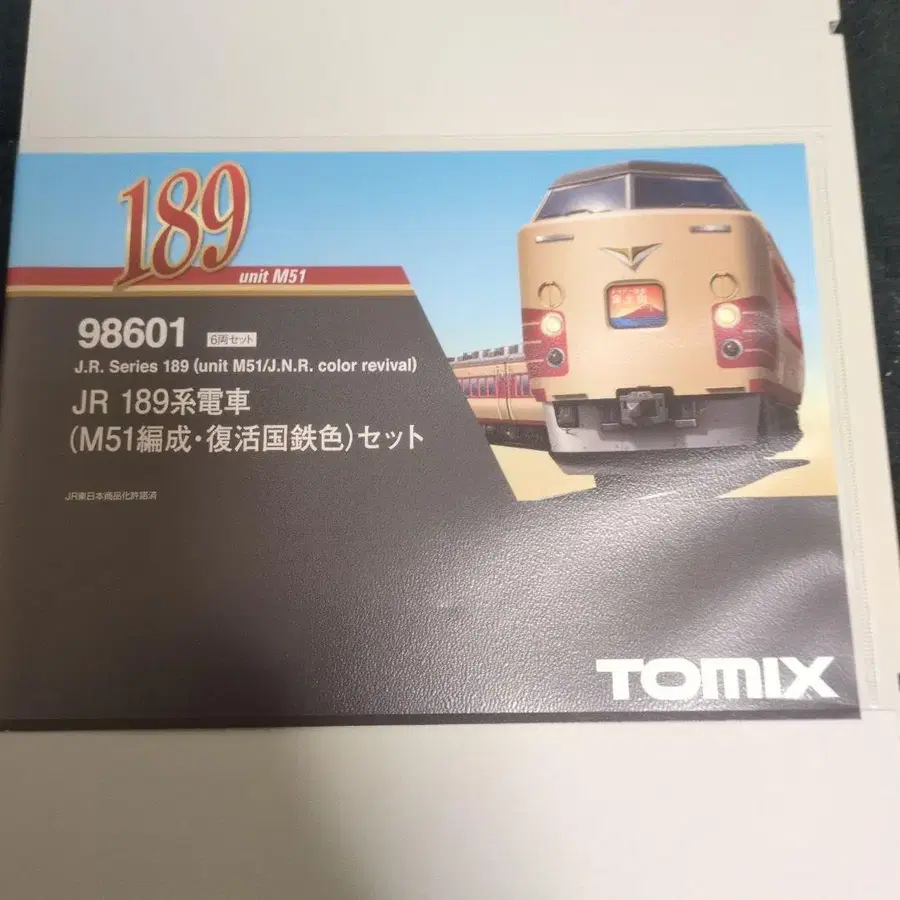 189
unit M51
98601 6両セット
J.R. Series 189 (unit M51/J.N.R. color revival)
JR 189系電車
(M51編成・復活国鉄色)セット
JR東日本商品化許諾済
TOMIX